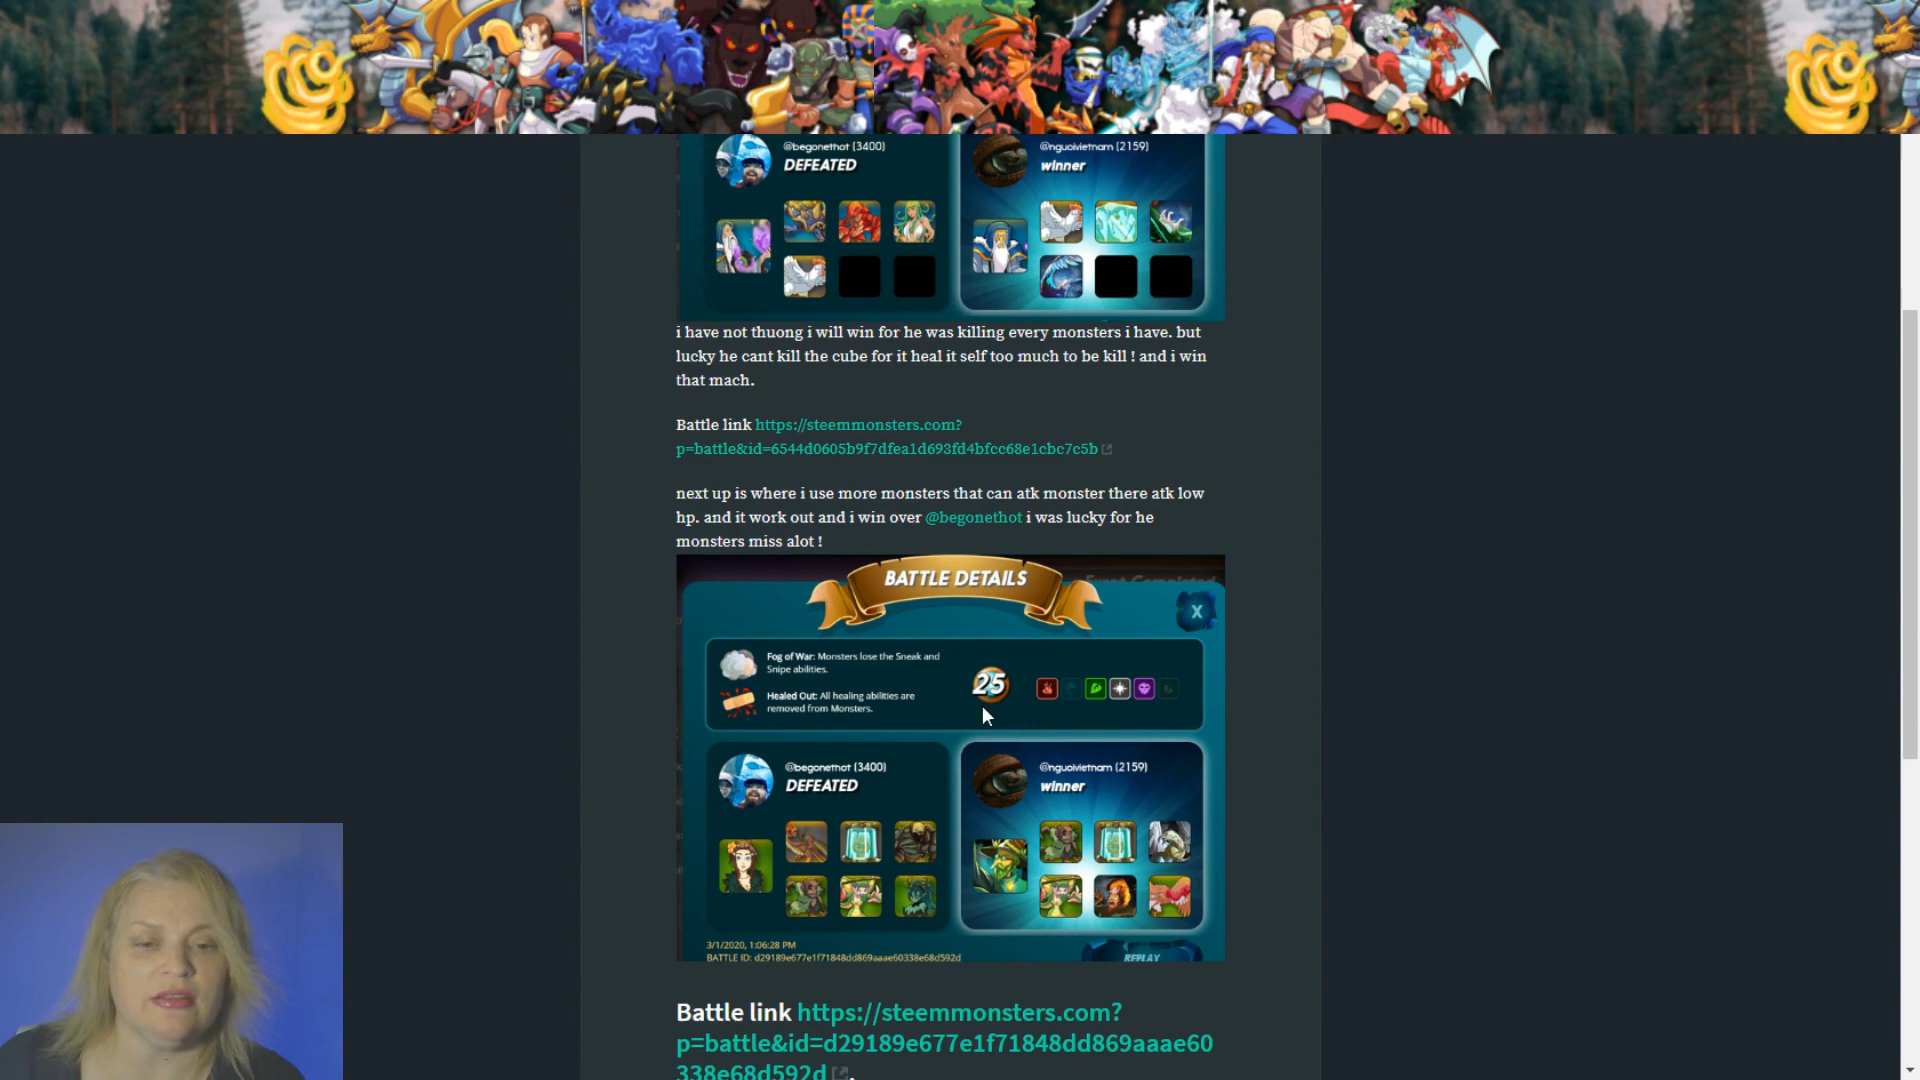 @begonethot (3400)
DEFEATED
@nguoivietnam (2159)
winner
i have not thuong i will win for he was killing every monsters i have. but
lucky he cant kill the cube for it heal it self too much to be kill ! and i win
that mach.
Battle link https://steemmonsters.com?
p=battle&id=6544d0605b9f7dfea1d693fd4bfcc68e1cbc7c5b
next up is where i use more monsters that can atk monster there atk low
hp. and it work out and i win over @begonethot i was lucky for he
monsters miss alot !
BATTLE DETAILS
X
Fog of War: Monsters lose the Sneak and
Snipe abilities.
25
Healed Out: All healing abilities are
removed from Monsters.
@begonethot (3400)
DEFEATED
@nguoivietnam (2159)
winner
3/1/2020, 1:06:28 PM
BATTLE ID: d29189e677e1f71848dd869aaae60338e68d592d
REPLAY
Battle link https://steemmonsters.com?
p=battle&id=d29189e677e1f71848dd869aaae60
338e68d592d .